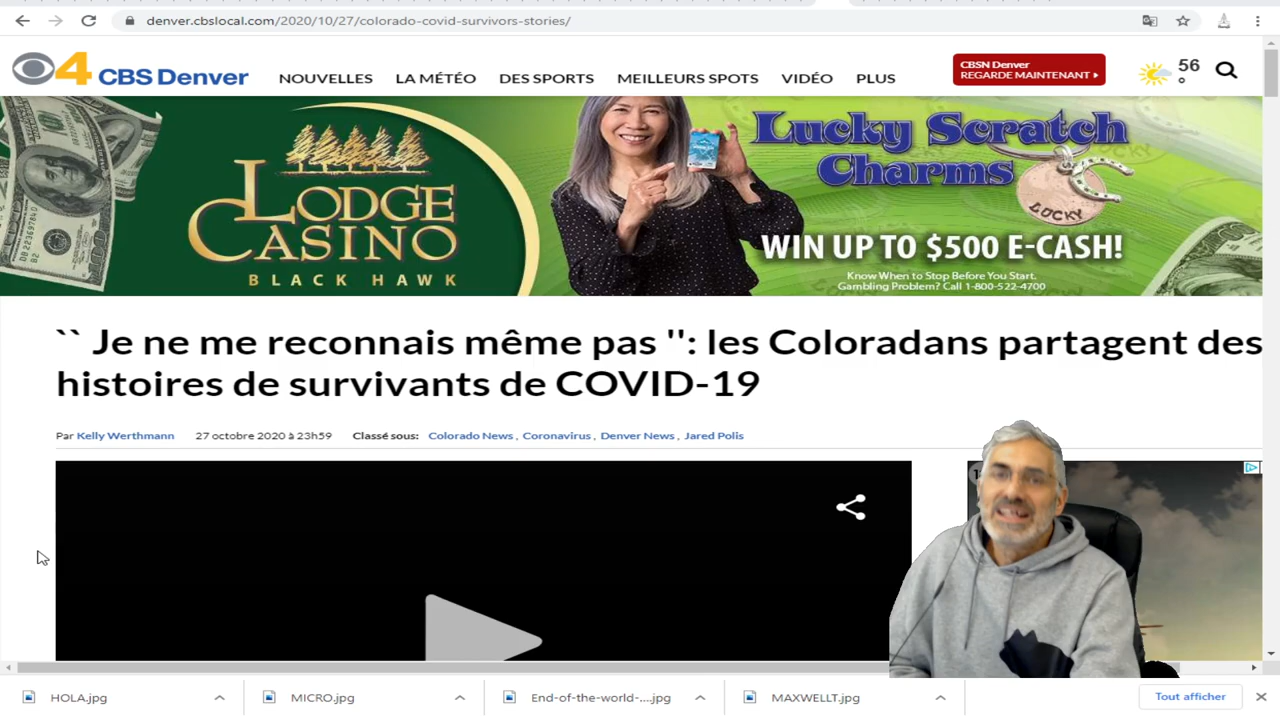 denver.cbslocal.com/2020/10/27/colorado-covid-survivors-stories/
4 CBS Denver
NOUVELLES LA MÉTÉO DES SPORTS MEILLEURS SPOTS VIDÉO PLUS
CBSN Denver
REGARDE MAINTENANT
56
°
LODGE
CASINO
BLACK HAWK
Lucky Scratch
Charms
LUCKY
WIN UP TO $500 E-CASH!
Know When to Stop Before You Start.
Gambling Problem? Call 1-800-522-4700
`` Je ne me reconnais même pas '': les Coloradans partagent des
histoires de survivants de COVID-19
Par Kelly Werthmann 27 octobre 2020 à 23h59 Classé sous: Colorado News , Coronavirus , Denver News , Jared Polis
HOLA.jpg MICRO.jpg End-of-the-world-....jpg MAXWELLT.jpg Tout afficher